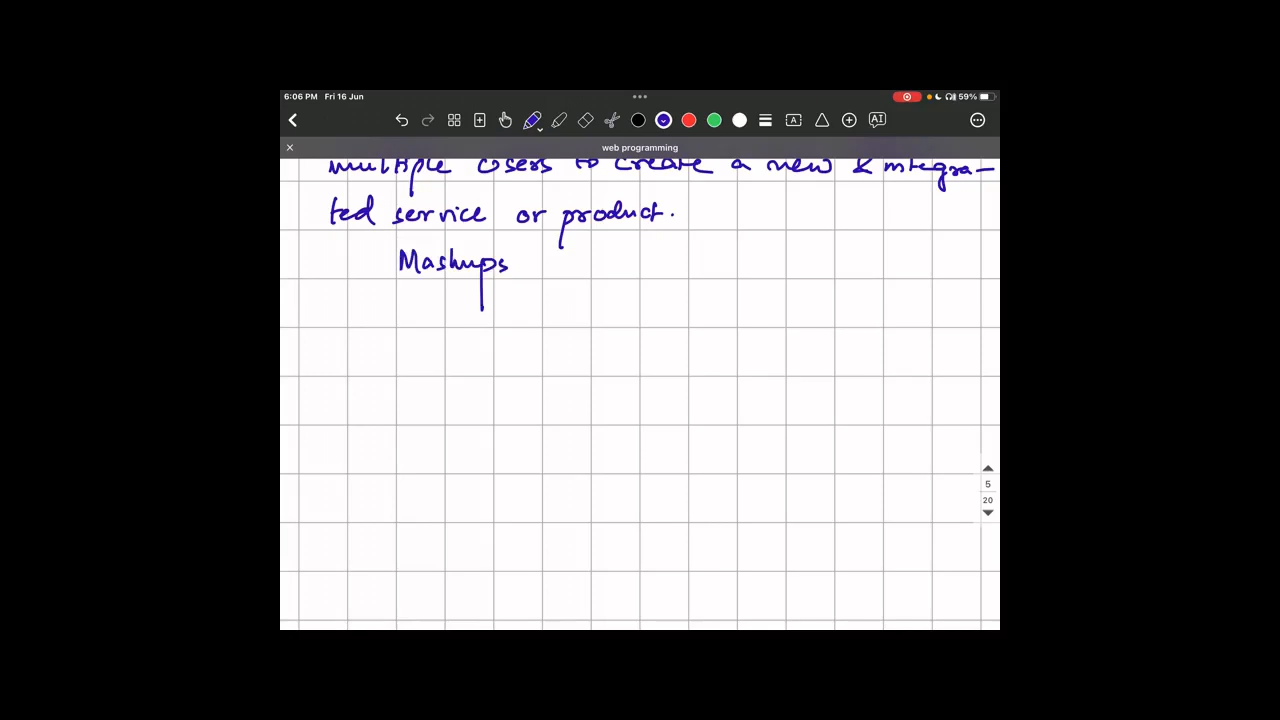 6:06 PM Fri 16 Jun
59%
A
AI
web programming
multiple users to create a new & integra-
ted service or product.
Mashups
5
20